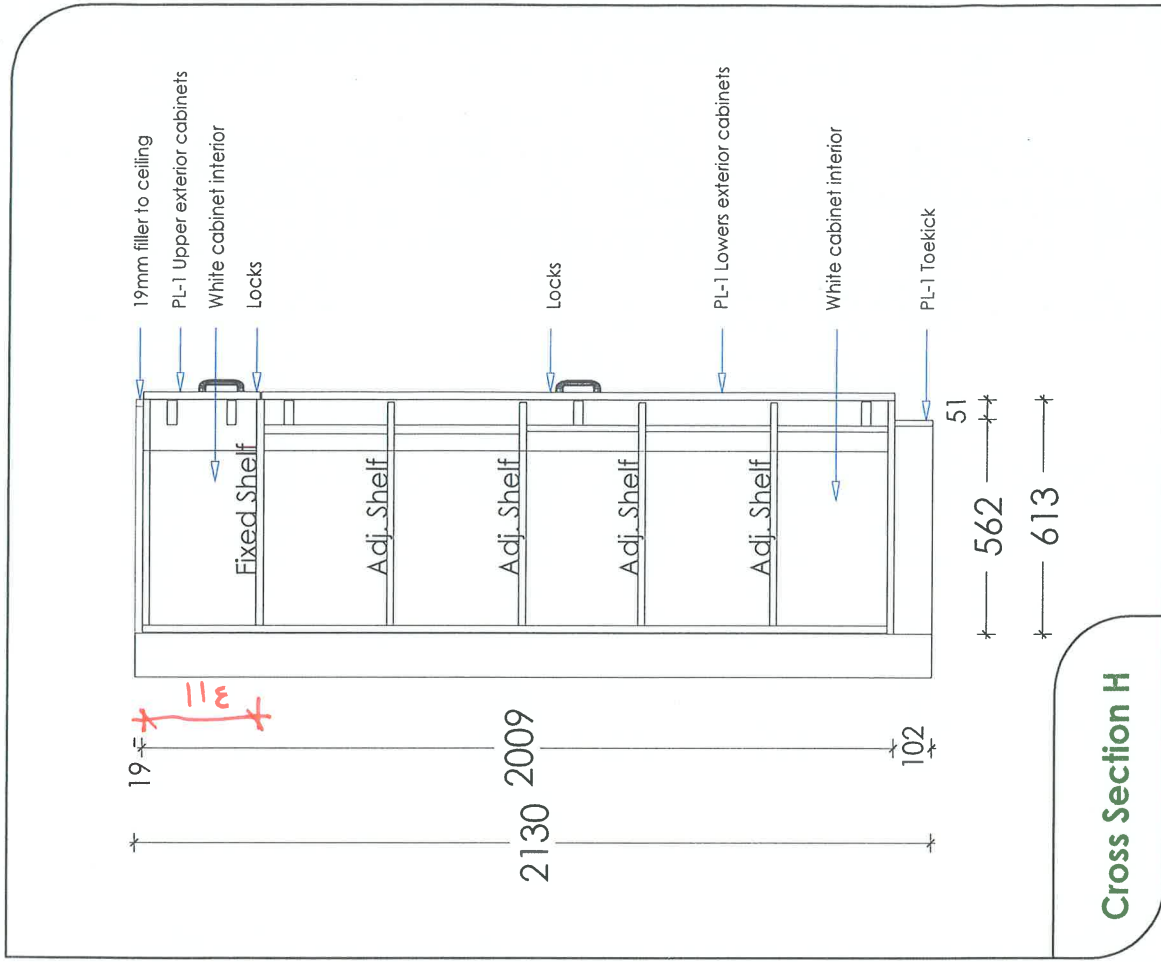 19mm filler to ceiling
PL-1 Upper exterior cabinets
White cabinet interior
Locks
Fixed Shelf
Adj. Shelf
Adj. Shelf
Locks
Adj. Shelf
PL-1 Lowers exterior cabinets
Adj. Shelf
White cabinet interior
PL-1 Toekick
19
311
2009
102
2130
51
562
613
Cross Section H